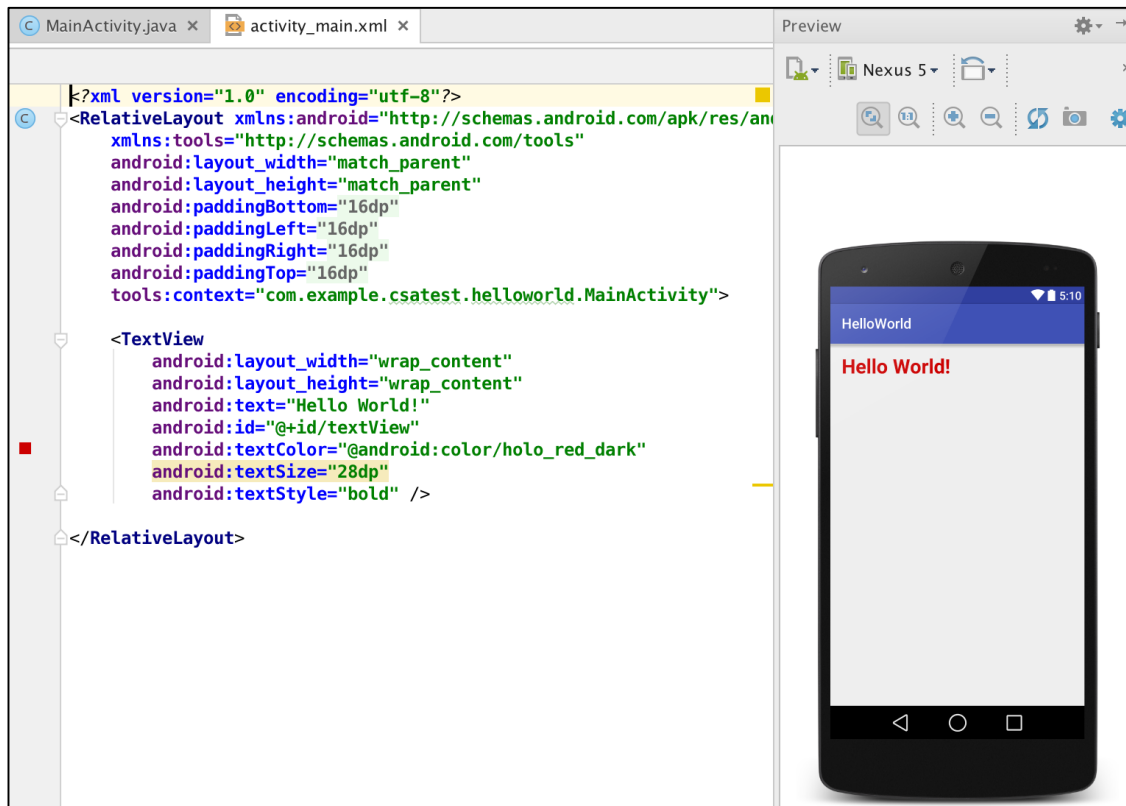 MainActivity.java
activity_main.xml
<?xml version="1.0" encoding="utf-8"?>
<RelativeLayout xmlns:android="http://schemas.android.com/apk/res/and
    xmlns:tools="http://schemas.android.com/tools"
    android:layout_width="match_parent"
    android:layout_height="match_parent"
    android:paddingBottom="16dp"
    android:paddingLeft="16dp"
    android:paddingRight="16dp"
    android:paddingTop="16dp"
    tools:context="com.example.csatest.helloworld.MainActivity">
    <TextView
        android:layout_width="wrap_content"
        android:layout_height="wrap_content"
        android:text="Hello World!"
        android:id="@+id/textView"
        android:textColor="@android:color/holo_red_dark"
        android:textSize="28dp"
        android:textStyle="bold" />
</RelativeLayout>
Preview
Nexus 5
1:1
5:10
HelloWorld
Hello World!